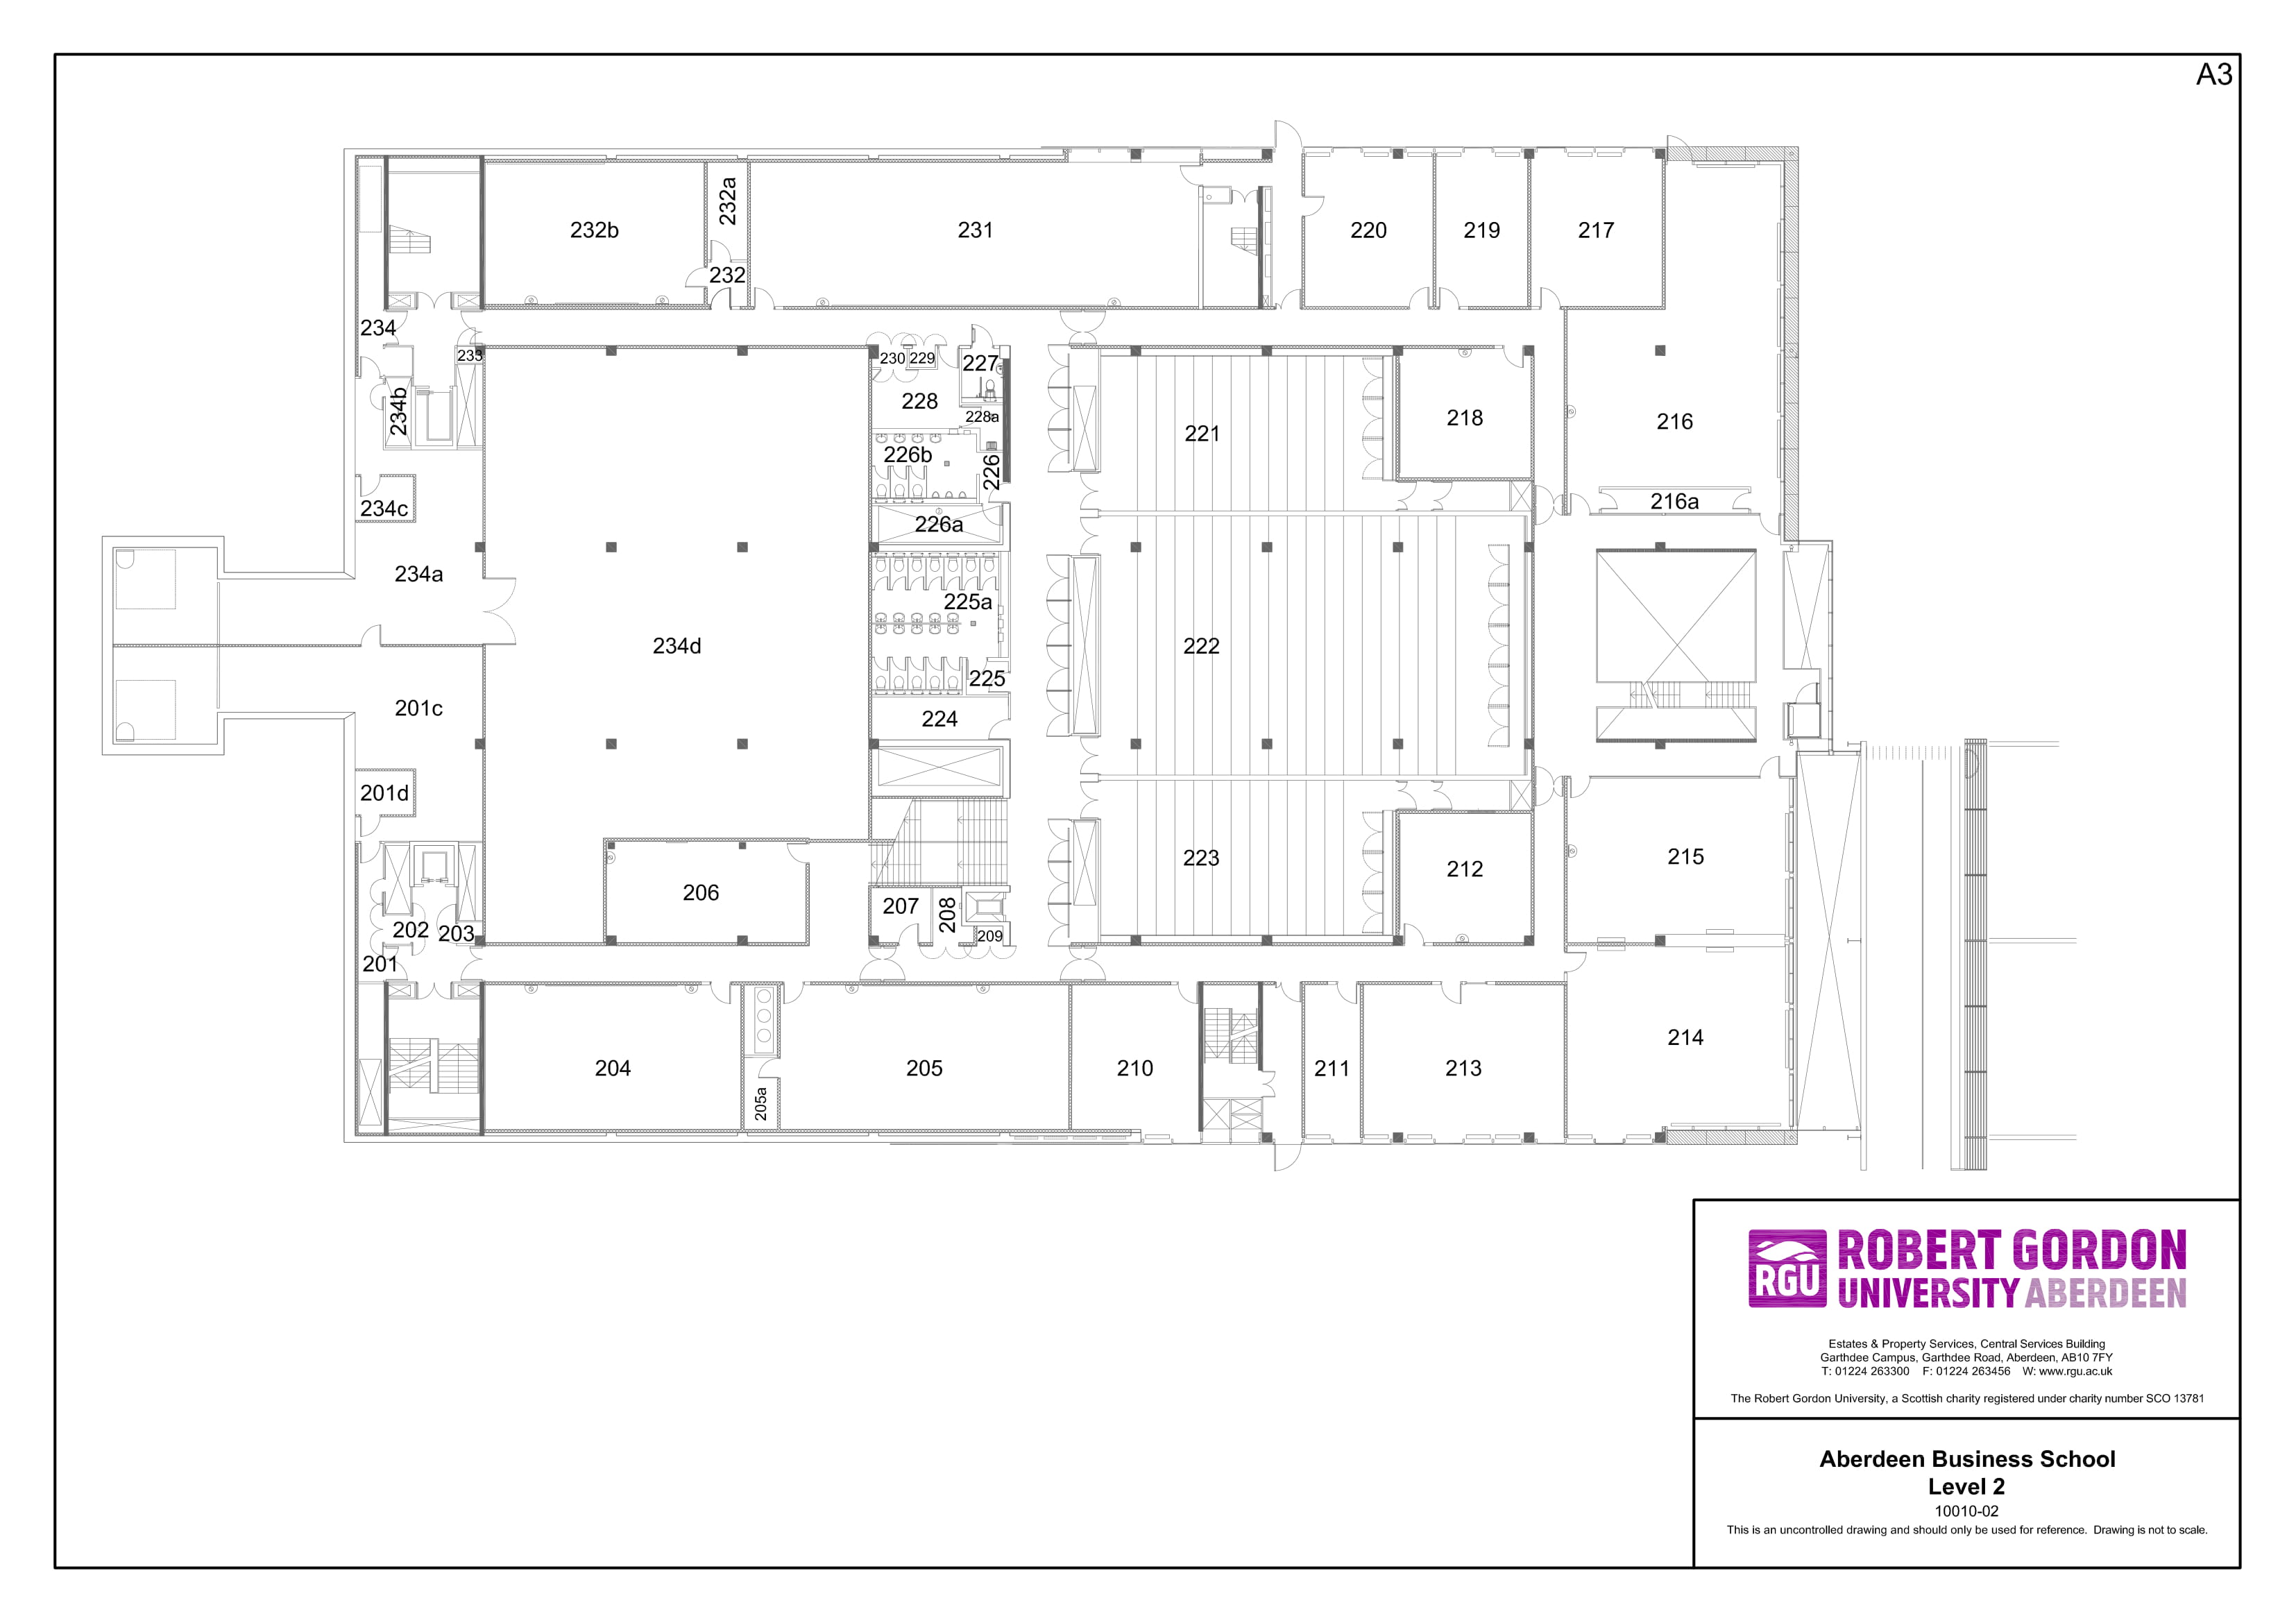 A3
232b
232a
232
231
220
219
217
234
233
230
229
227
234b
228
228a
221
218
216
226b
226
216a
234c
226a
234a
225a
234d
222
225
201c
224
201d
223
215
212
206
207
208
209
202
203
201
204
205
205a
210
211
213
214
RGU
ROBERT GORDON
UNIVERSITY ABERDEEN
Estates & Property Services, Central Services Building
Garthdee Campus, Garthdee Road, Aberdeen, AB10 7FY
T: 01224 263300 F: 01224 263456 W: www.rgu.ac.uk
The Robert Gordon University, a Scottish charity registered under charity number SCO 13781
Aberdeen Business School
Level 2
10010-02
This is an uncontrolled drawing and should only be used for reference. Drawing is not to scale.